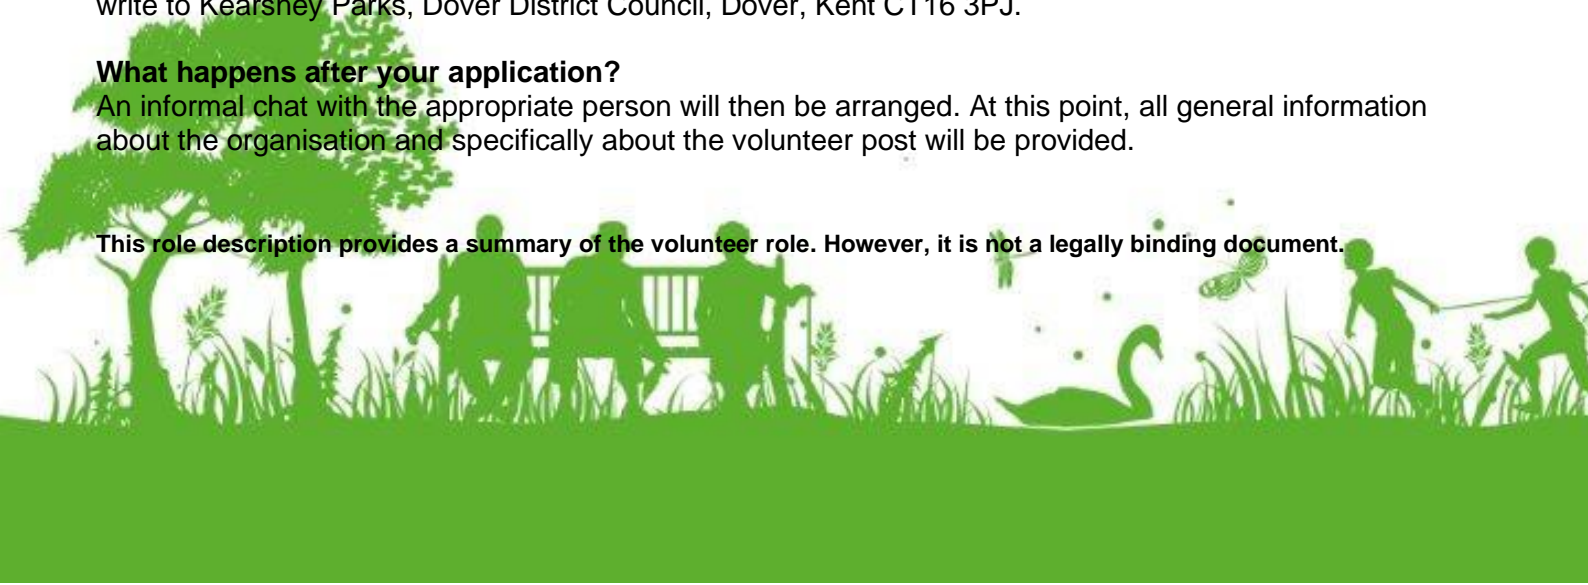 write to Kearsney Parks, Dover District Council, Dover, Kent CT16 3PJ.
What happens after your application?
An informal chat with the appropriate person will then be arranged. At this point, all general information
about the organisation and specifically about the volunteer post will be provided.
This role description provides a summary of the volunteer role. However, it is not a legally binding document.